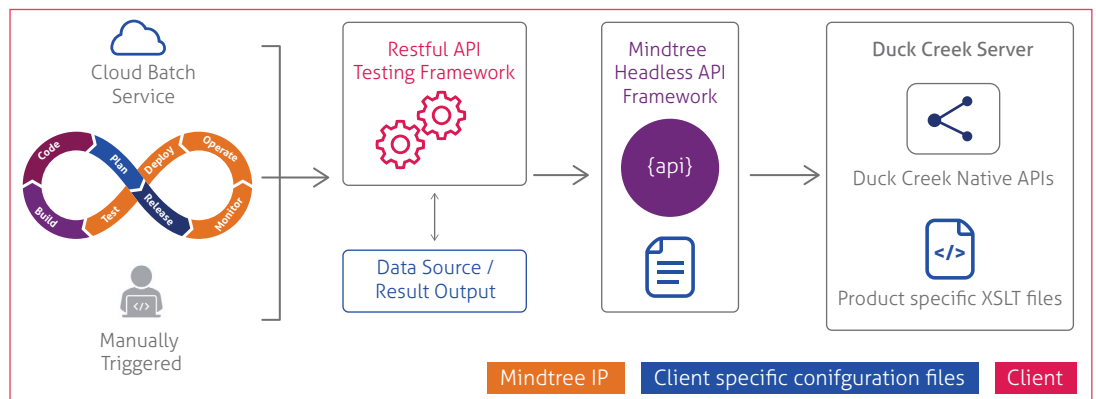 Cloud Batch
Service
Code
Plan
Deploy
Operate
Build
Test
Release
Monitor
</>
Manually
Triggered
Restful API
Testing Framework
Data Source /
Result Output
Mindtree
Headless API
Framework
{api}
Duck Creek Server
Duck Creek Native APIs
</>
Product specific XSLT files
Mindtree IP
Client specific conifguration files
Client